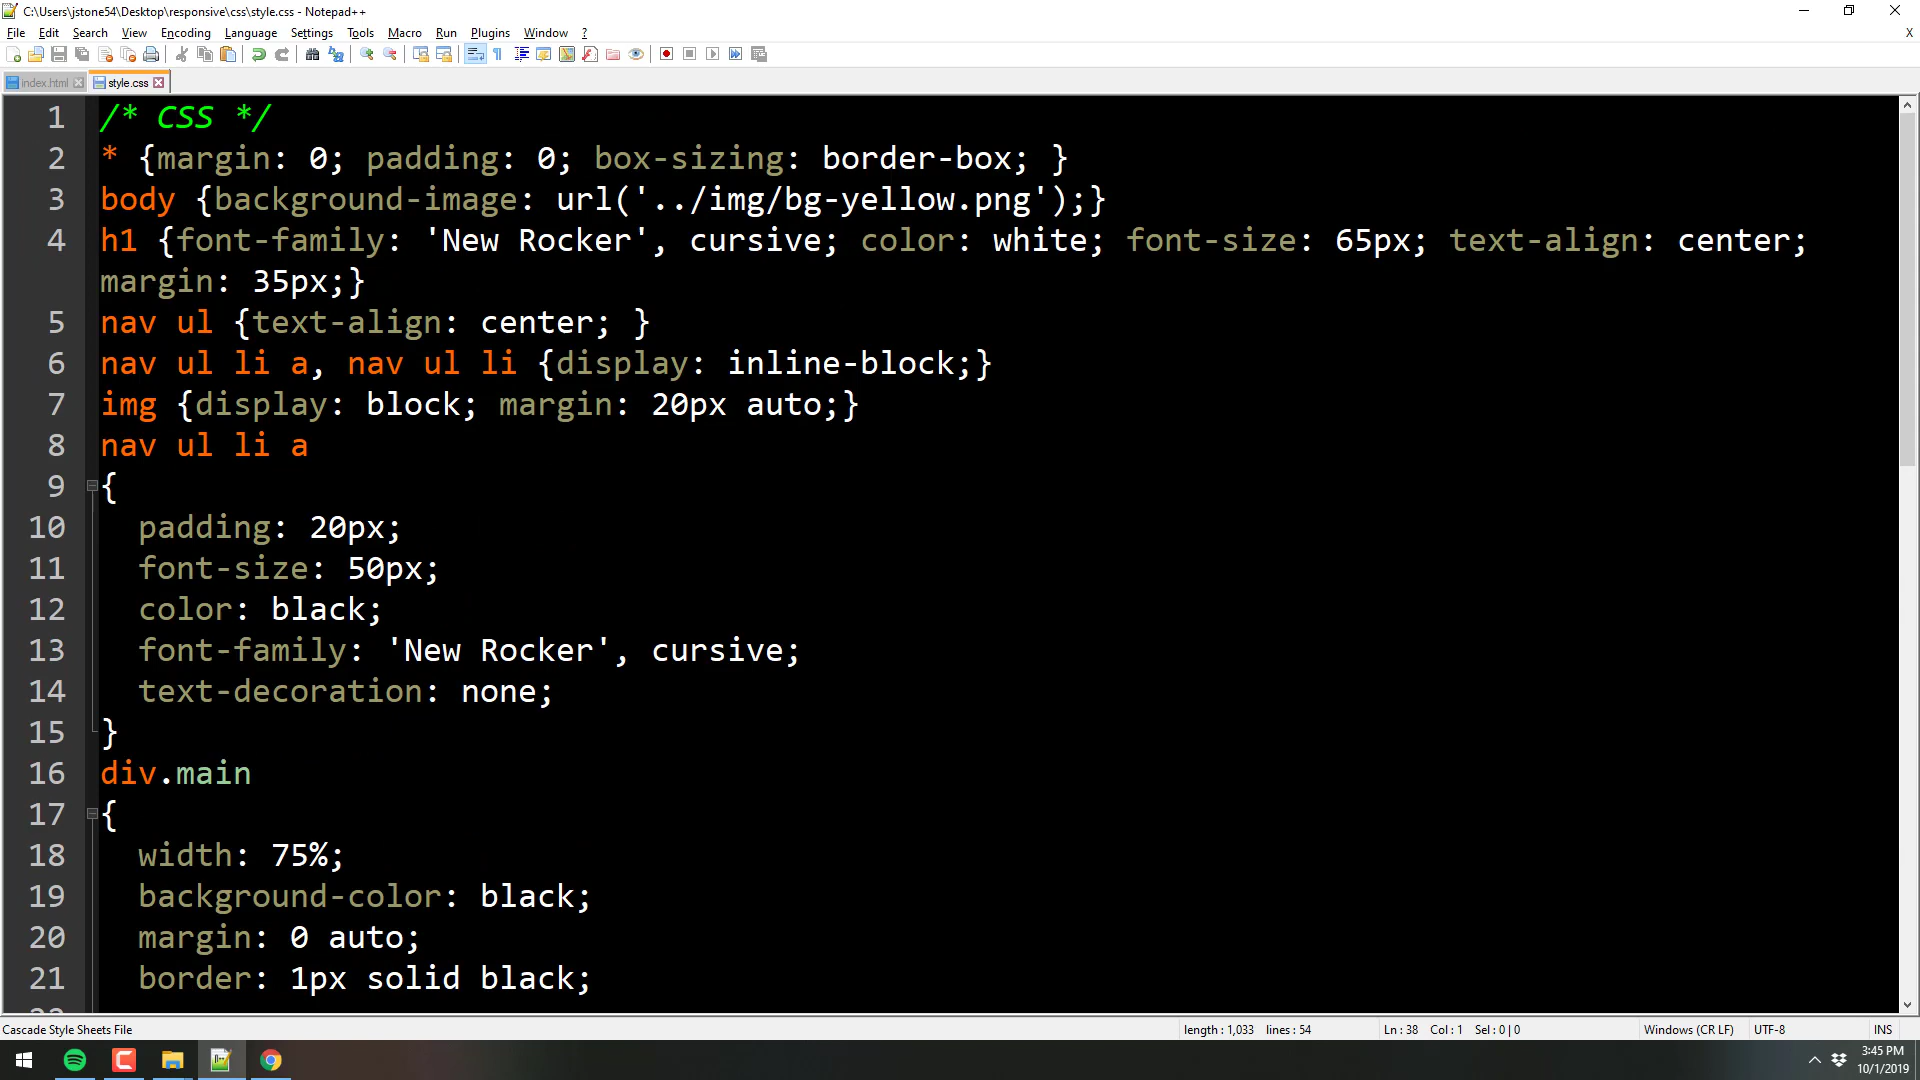 C:\Users\jstone54\Desktop\responsive\css\style.css - Notepad++
File Edit Search View Encoding Language Settings Tools Macro Run Plugins Window ? X
index.html style.css
1 /* CSS */
2 * {margin: 0; padding: 0; box-sizing: border-box; }
3 body {background-image: url('../img/bg-yellow.png');}
4 h1 {font-family: 'New Rocker', cursive; color: white; font-size: 65px; text-align: center;
margin: 35px;}
5 nav ul {text-align: center; }
6 nav ul li a, nav ul li {display: inline-block;}
7 img {display: block; margin: 20px auto;}
8 nav ul li a
9 {
10 padding: 20px;
11 font-size: 50px;
12 color: black;
13 font-family: 'New Rocker', cursive;
14 text-decoration: none;
15 }
16 div.main
17 {
18 width: 75%;
19 background-color: black;
20 margin: 0 auto;
21 border: 1px solid black;
Cascade Style Sheets File length : 1,033 lines : 54 Ln : 38 Col : 1 Sel : 0 | 0 Windows (CR LF) UTF-8 INS
3:45 PM
10/1/2019